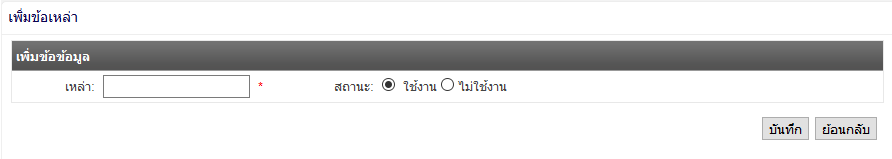 เพิ่มข้อเหล่า
เพิ่มข้อข้อมูล
เหล่า: * สถานะ: ใช้งาน ไม่ใช้งาน
บันทึก ย้อนกลับ